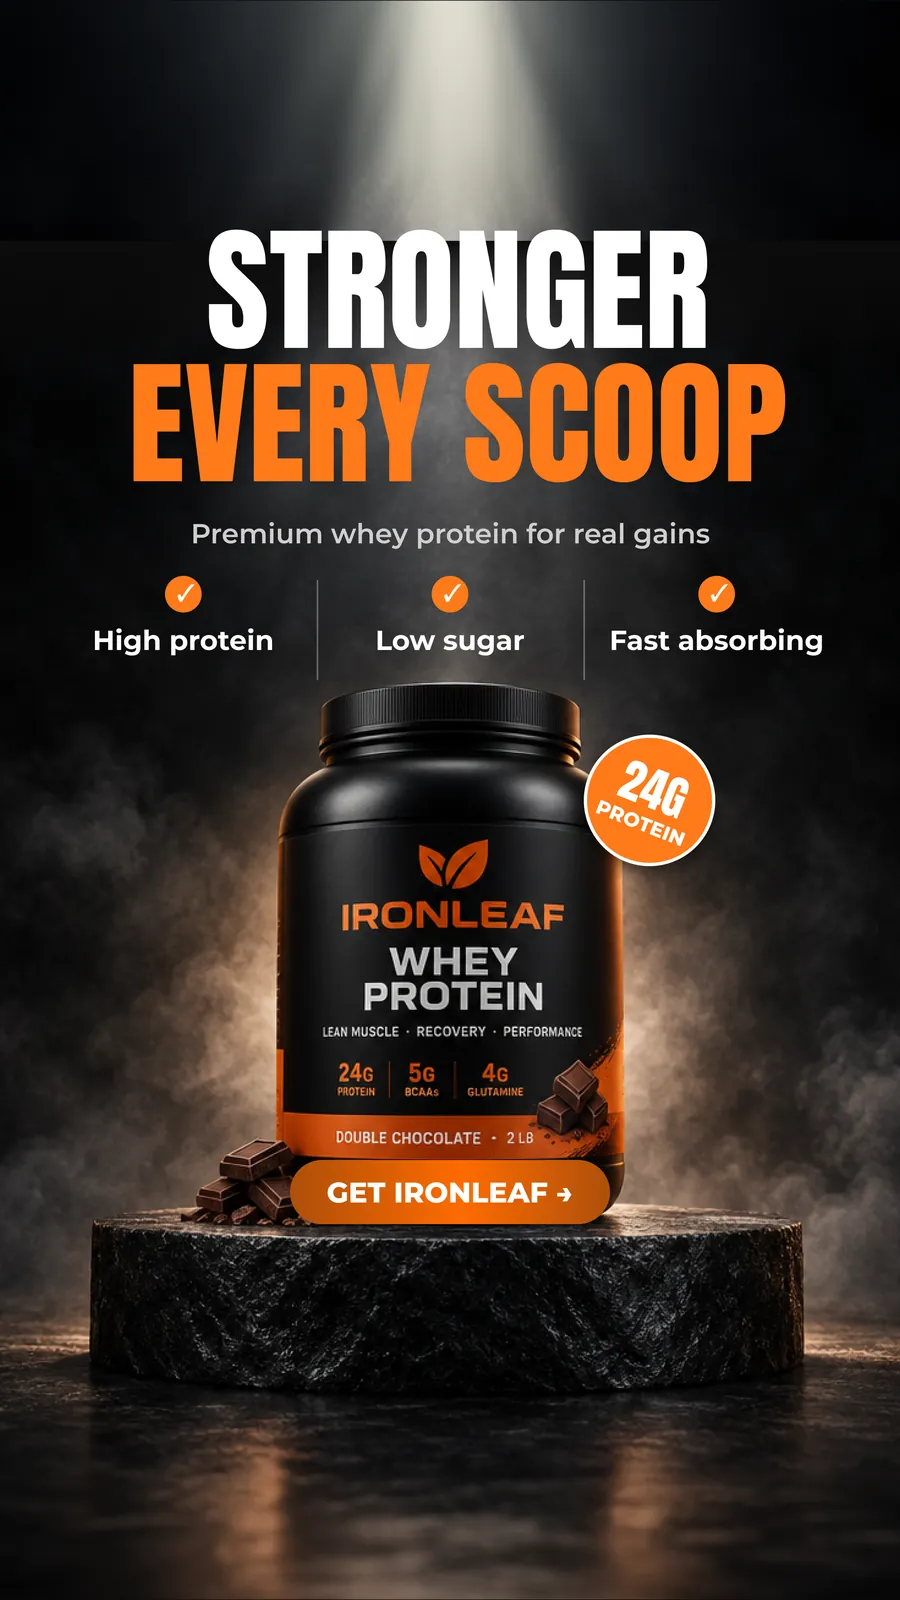 STRONGER
EVERY SCOOP
Premium whey protein for real gains
✓ ✓ ✓
High protein Low sugar Fast absorbing
24G
PROTEIN
IRONLEAF
WHEY
PROTEIN
LEAN MUSCLE · RECOVERY · PERFORMANCE
24G 5G 4G
PROTEIN BCAAs GLUTAMINE
DOUBLE CHOCOLATE · 2 LB
GET IRONLEAF →